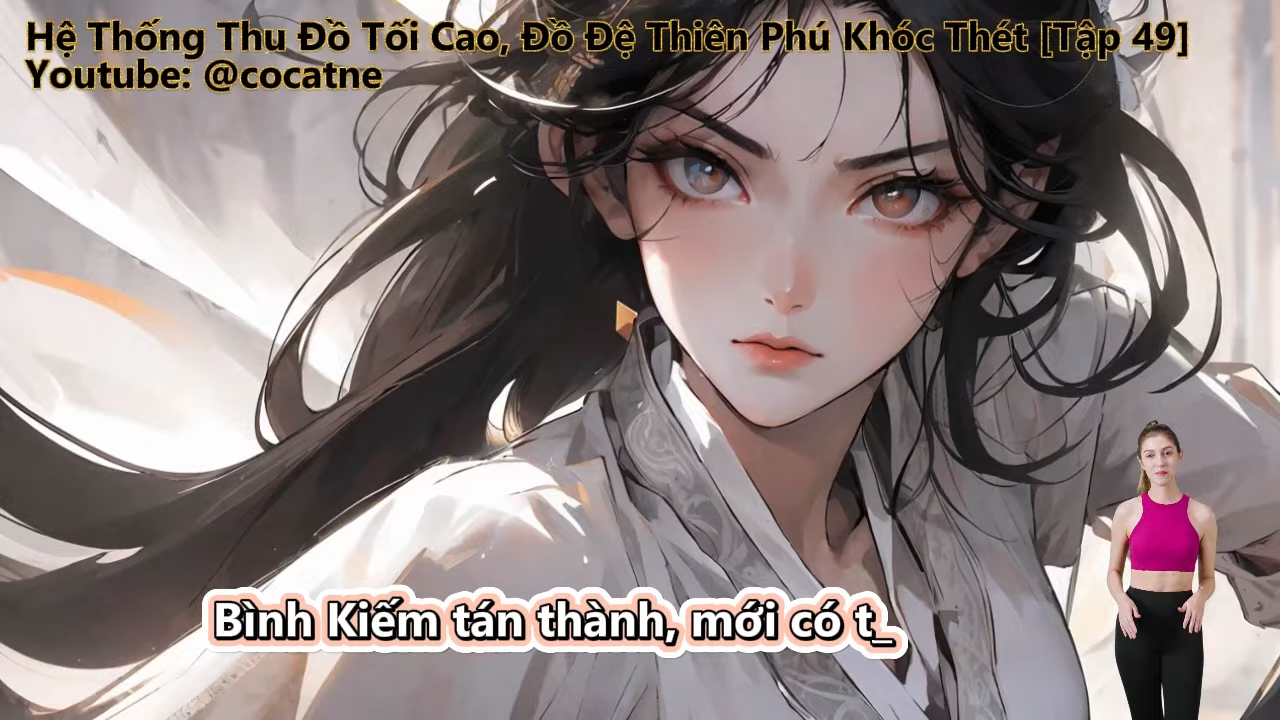 Hệ Thống Thu Đồ Tối Cao, Đồ Đệ Thiên Phú Khóc Thét [Tập 49]
Youtube: @cocatne
Bình Kiếm tán thành, mới có t_